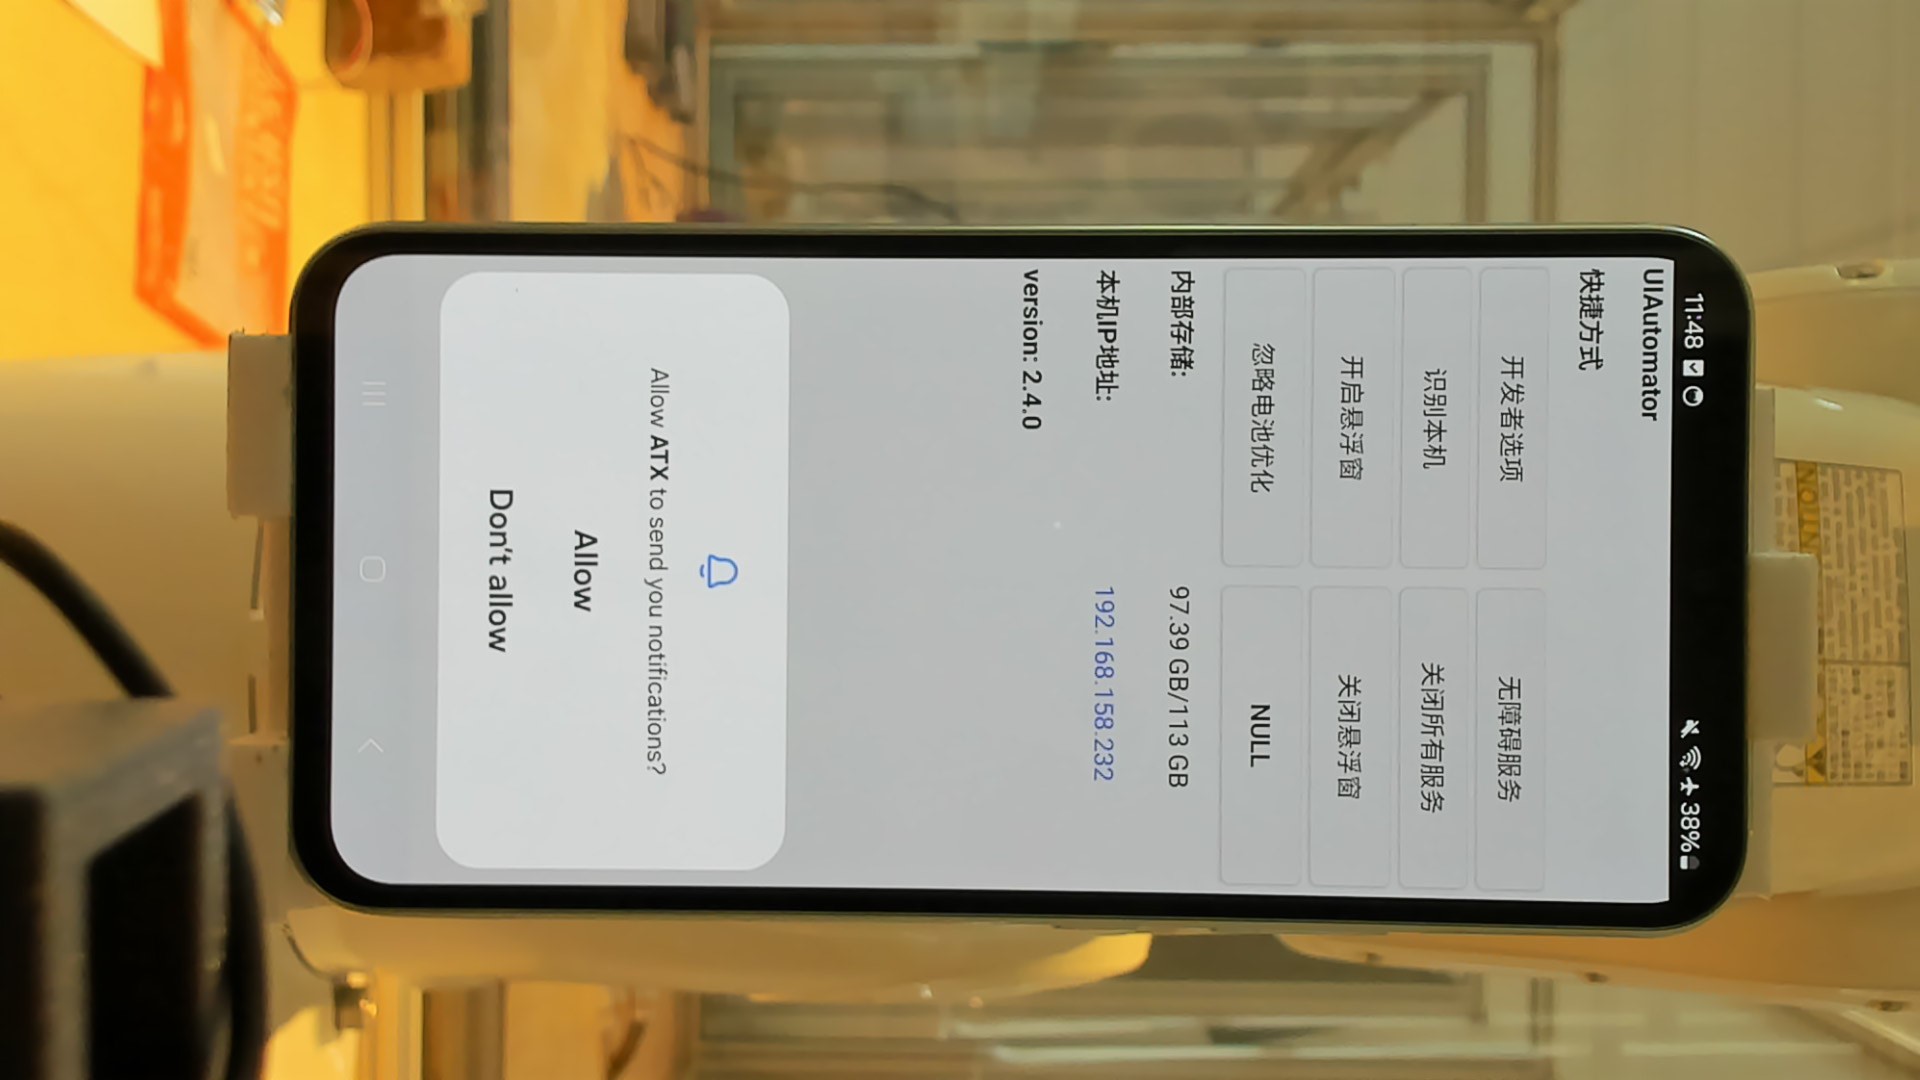 11:48
38%
UIAutomator
快捷方式
开发者选项 无障碍服务
识别本机 关闭所有服务
开启悬浮窗 关闭悬浮窗
忽略电池优化 NULL
内部存储: 97.39 GB/113 GB
本机IP地址: 192.168.158.232
version: 2.4.0
Allow ATX to send you notifications?
Allow
Don't allow